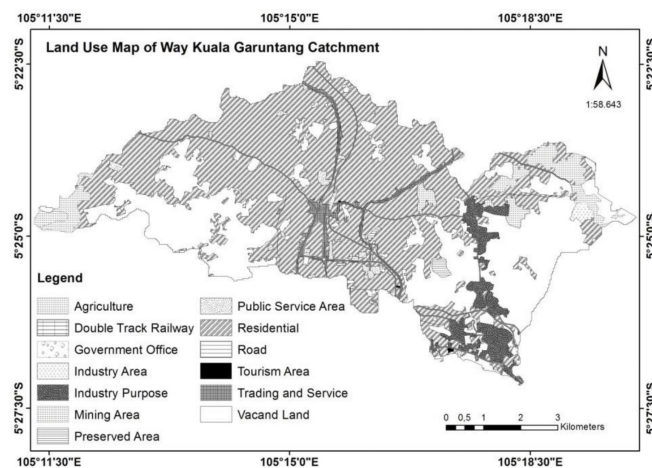 105°11'30"E 105°15'0"E 105°18'30"E
Land Use Map of Way Kuala Garuntang Catchment
N
1:58.643
5°22'30"S 5°22'30"S
5°25'0"S 5°25'0"S
5°27'30"S 5°27'30"S
Legend
Agriculture
Double Track Railway
Government Office
Industry Area
Industry Purpose
Mining Area
Preserved Area
Public Service Area
Residential
Road
Tourism Area
Trading and Service
Vacand Land
0 0,5 1 2 3
Kilometers
105°11'30"E 105°15'0"E 105°18'30"E